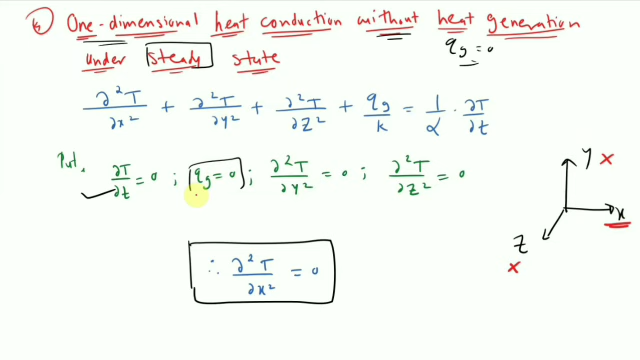 One-dimensional heat conduction without heat generation
under steady state
q_g = 0
∂²T/∂x² + ∂²T/∂y² + ∂²T/∂z² + q_g/k = 1/α · ∂T/∂t
Put, ∂T/∂t = 0 ; q_g = 0 ; ∂²T/∂y² = 0 ; ∂²T/∂z² = 0
y x
x
z
x
∴ ∂²T/∂x² = 0